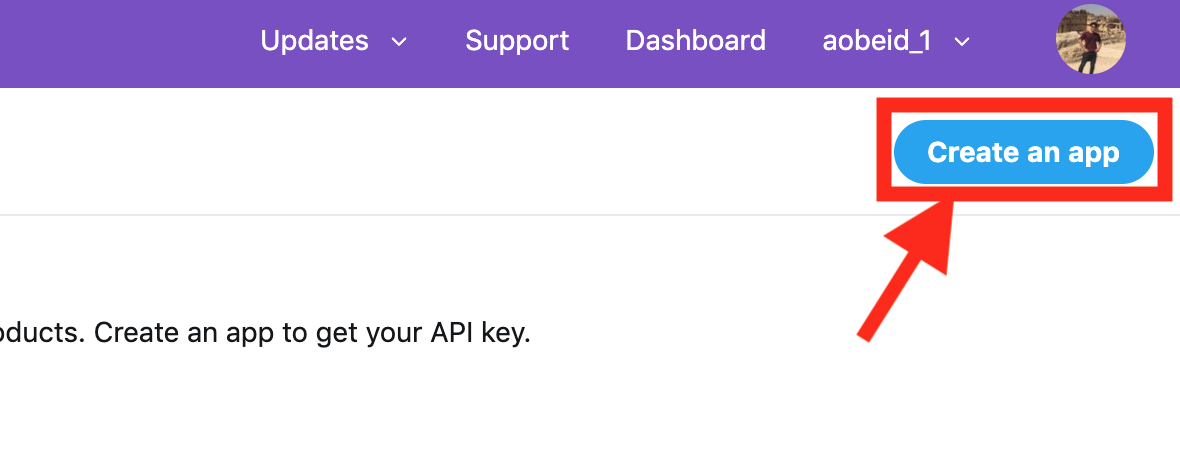 Updates Support Dashboard aobeid_1
Create an app
oducts. Create an app to get your API key.